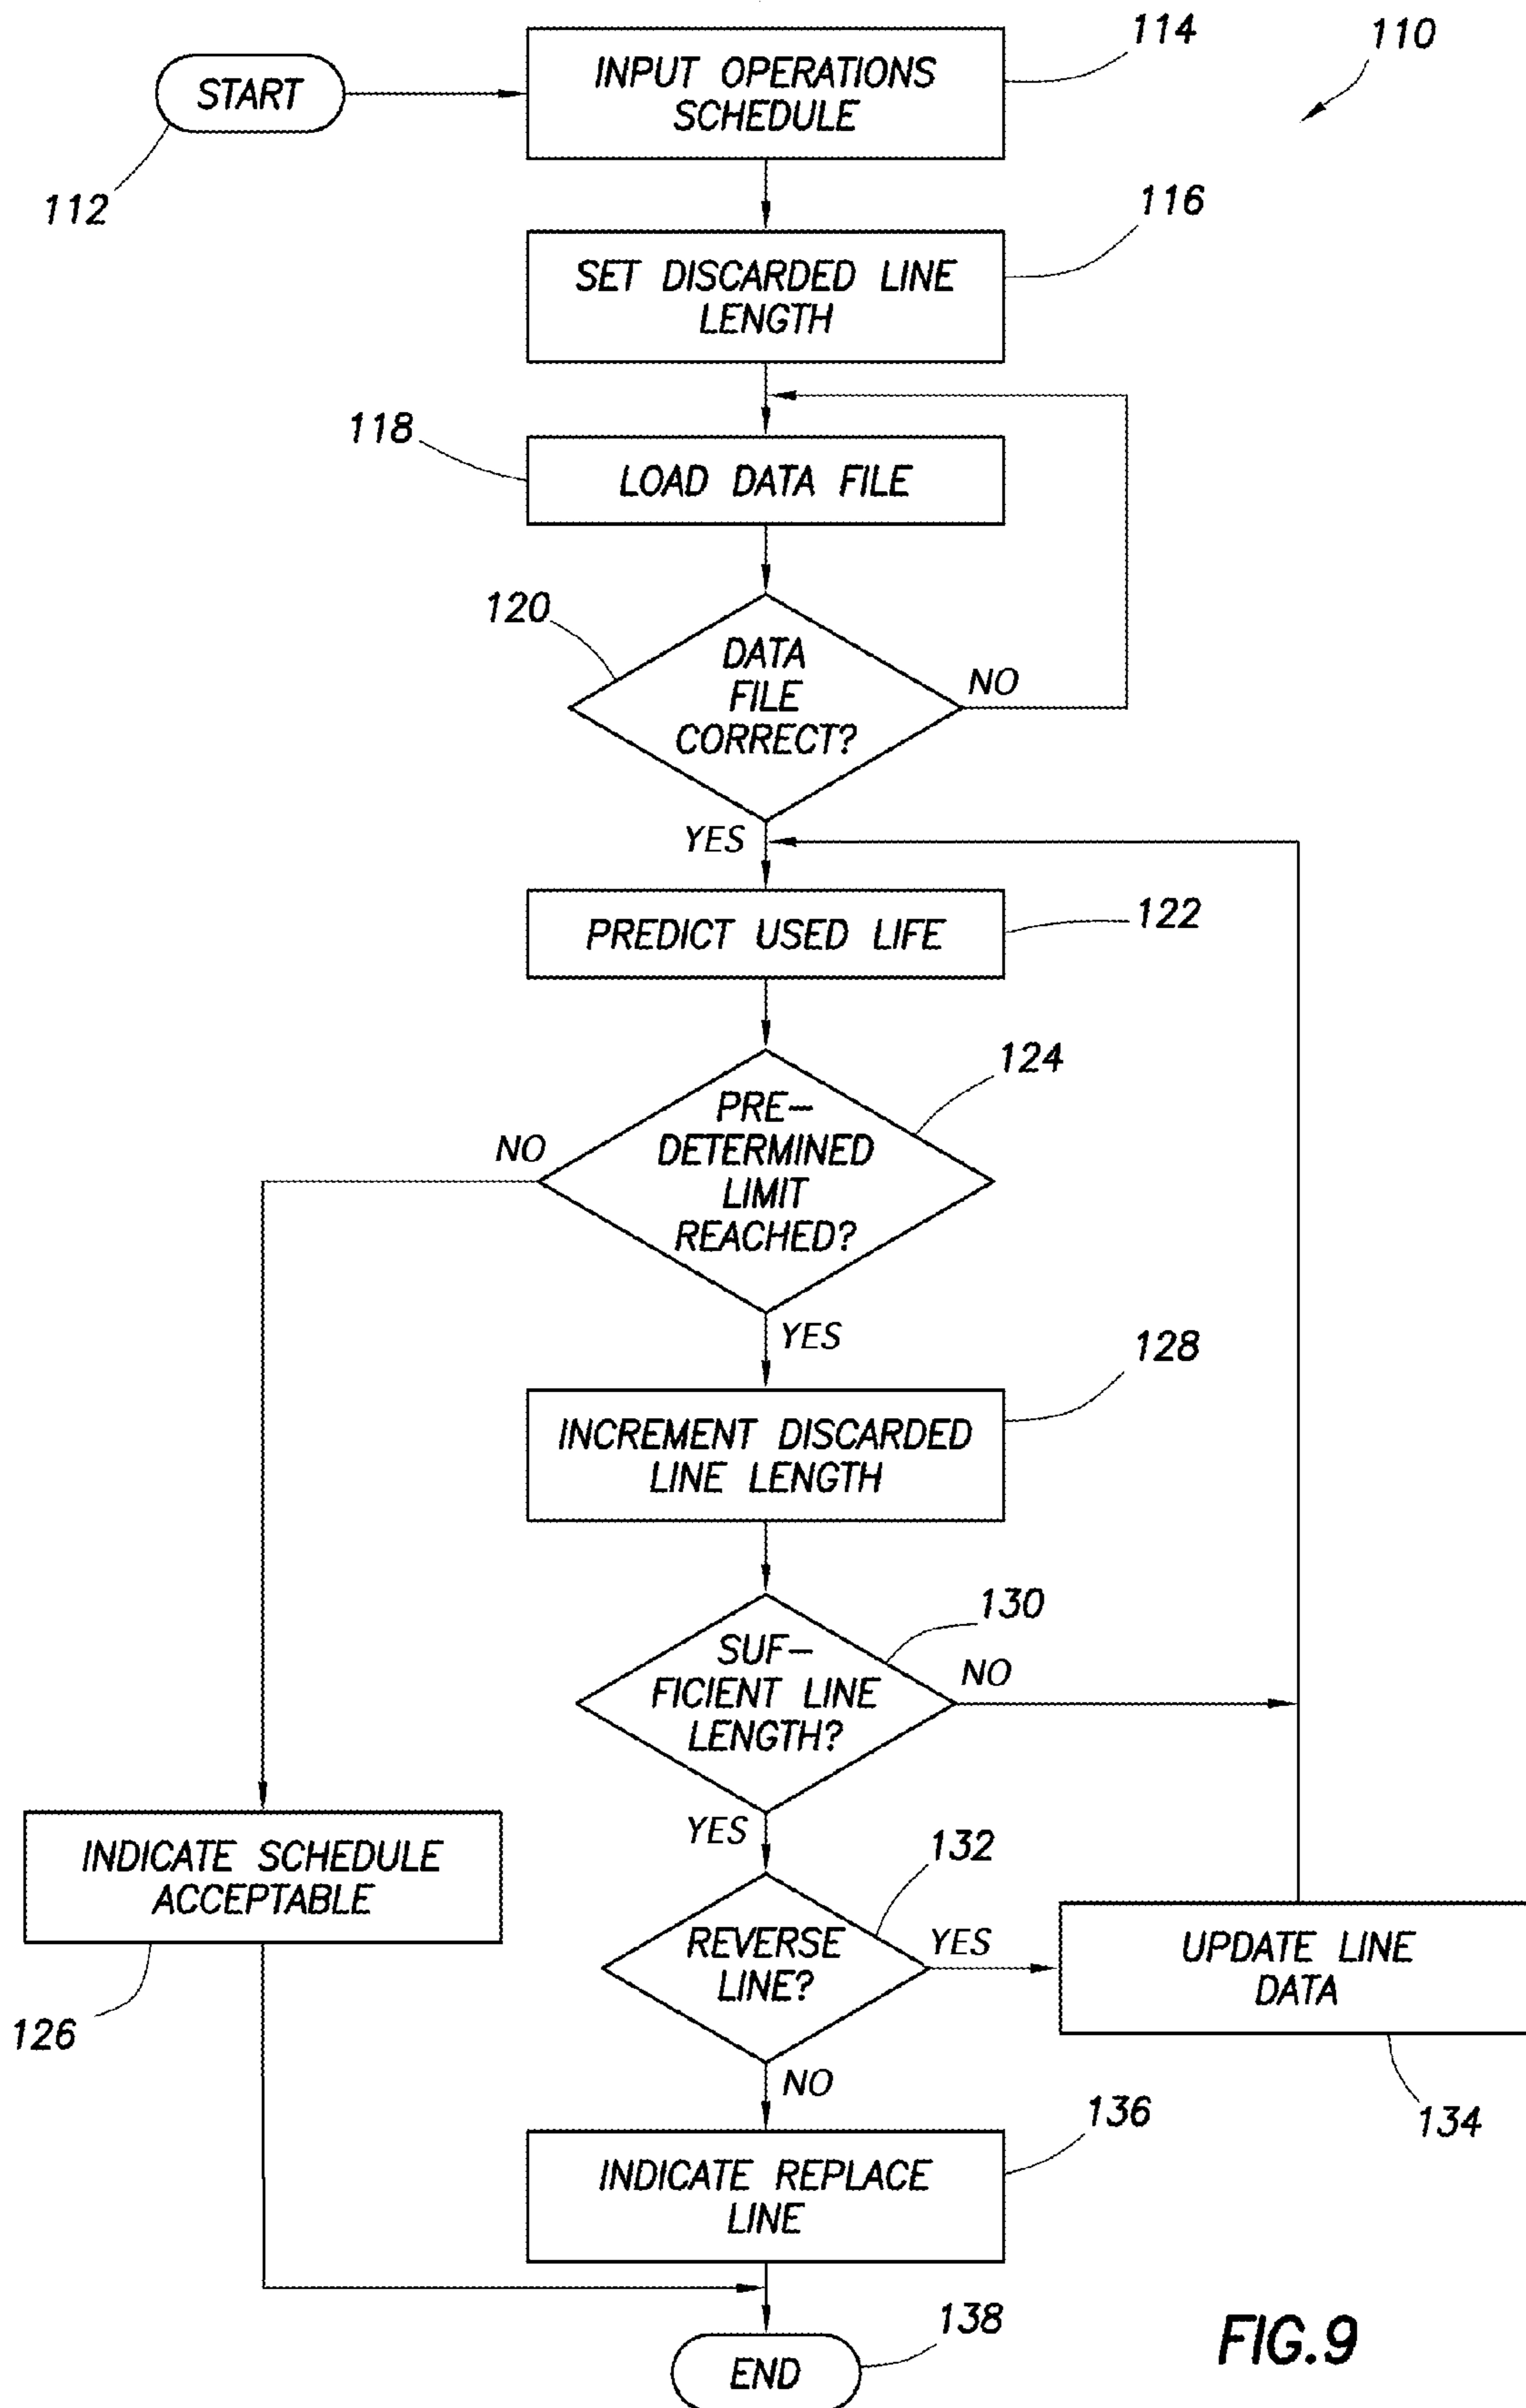 114
110
START
INPUT OPERATIONS
SCHEDULE
112
116
SET DISCARDED LINE
LENGTH
118
LOAD DATA FILE
120
DATA
FILE
CORRECT?
NO
YES
PREDICT USED LIFE
122
124
PRE-
DETERMINED
LIMIT
REACHED?
NO
YES
128
INCREMENT DISCARDED
LINE LENGTH
130
SUF-
FICIENT LINE
LENGTH?
NO
YES
INDICATE SCHEDULE
ACCEPTABLE
126
132
REVERSE
LINE?
YES
UPDATE LINE
DATA
134
NO
136
INDICATE REPLACE
LINE
138
END
FIG.9